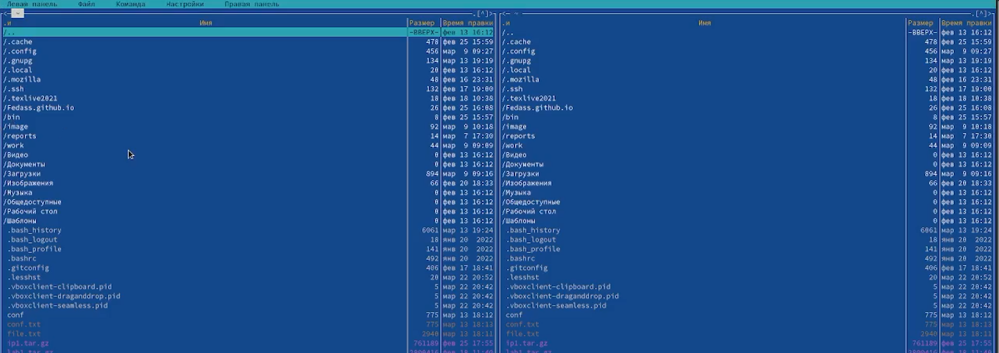 Левая панель Файл Команда Настройки Правая панель
<─ ~ .[^]> <─ ~ .[^]>
.и Имя Размер Время правки .и Имя Размер Время правки
/.. -ВВЕРХ- фев 13 16:12 /.. -ВВЕРХ- фев 13 16:12
/.cache 478 фев 25 15:59 /.cache 478 фев 25 15:59
/.config 456 мар 9 09:27 /.config 456 мар 9 09:27
/.gnupg 134 мар 13 19:19 /.gnupg 134 мар 13 19:19
/.local 20 фев 13 16:12 /.local 20 фев 13 16:12
/.mozilla 48 фев 16 23:31 /.mozilla 48 фев 16 23:31
/.ssh 132 фев 17 19:00 /.ssh 132 фев 17 19:00
/.texlive2021 18 фев 18 10:38 /.texlive2021 18 фев 18 10:38
/Fedass.github.io 26 фев 25 16:08 /Fedass.github.io 26 фев 25 16:08
/bin 8 фев 25 15:57 /bin 8 фев 25 15:57
/image 92 мар 9 10:18 /image 92 мар 9 10:18
/reports 14 мар 7 17:30 /reports 14 мар 7 17:30
/work 44 мар 9 09:09 /work 44 мар 9 09:09
/Видео 0 фев 13 16:12 /Видео 0 фев 13 16:12
/Документы 0 фев 13 16:12 /Документы 0 фев 13 16:12
/Загрузки 894 мар 9 09:16 /Загрузки 894 мар 9 09:16
/Изображения 66 фев 20 18:33 /Изображения 66 фев 20 18:33
/Музыка 0 фев 13 16:12 /Музыка 0 фев 13 16:12
/Общедоступные 0 фев 13 16:12 /Общедоступные 0 фев 13 16:12
/Рабочий стол 0 фев 13 16:12 /Рабочий стол 0 фев 13 16:12
/Шаблоны 0 фев 13 16:12 /Шаблоны 0 фев 13 16:12
.bash_history 6061 мар 13 19:24 .bash_history 6061 мар 13 19:24
.bash_logout 18 янв 20 2022 .bash_logout 18 янв 20 2022
.bash_profile 141 янв 20 2022 .bash_profile 141 янв 20 2022
.bashrc 492 янв 20 2022 .bashrc 492 янв 20 2022
.gitconfig 406 фев 17 18:41 .gitconfig 406 фев 17 18:41
.lesshst 20 мар 22 20:52 .lesshst 20 мар 22 20:52
.vboxclient-clipboard.pid 5 мар 22 20:42 .vboxclient-clipboard.pid 5 мар 22 20:42
.vboxclient-draganddrop.pid 5 мар 22 20:42 .vboxclient-draganddrop.pid 5 мар 22 20:42
.vboxclient-seamless.pid 5 мар 22 20:42 .vboxclient-seamless.pid 5 мар 22 20:42
conf 775 мар 13 18:12 conf 775 мар 13 18:12
conf.txt 775 мар 13 18:13 conf.txt 775 мар 13 18:13
file.txt 2940 мар 13 18:11 file.txt 2940 мар 13 18:11
ip1.tar.gz 761189 фев 25 17:55 ip1.tar.gz 761189 фев 25 17:55
lab1.tar.gz lab1.tar.gz